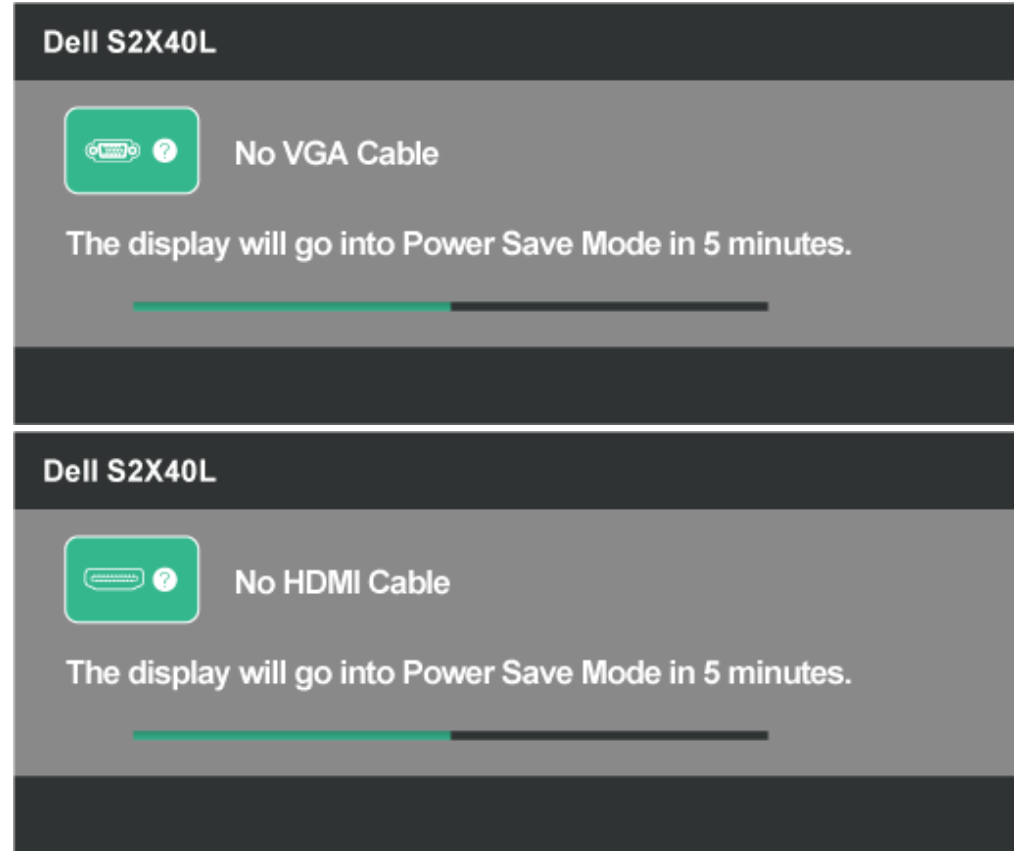 Dell S2X40L
No VGA Cable
The display will go into Power Save Mode in 5 minutes.
Dell S2X40L
No HDMI Cable
The display will go into Power Save Mode in 5 minutes.